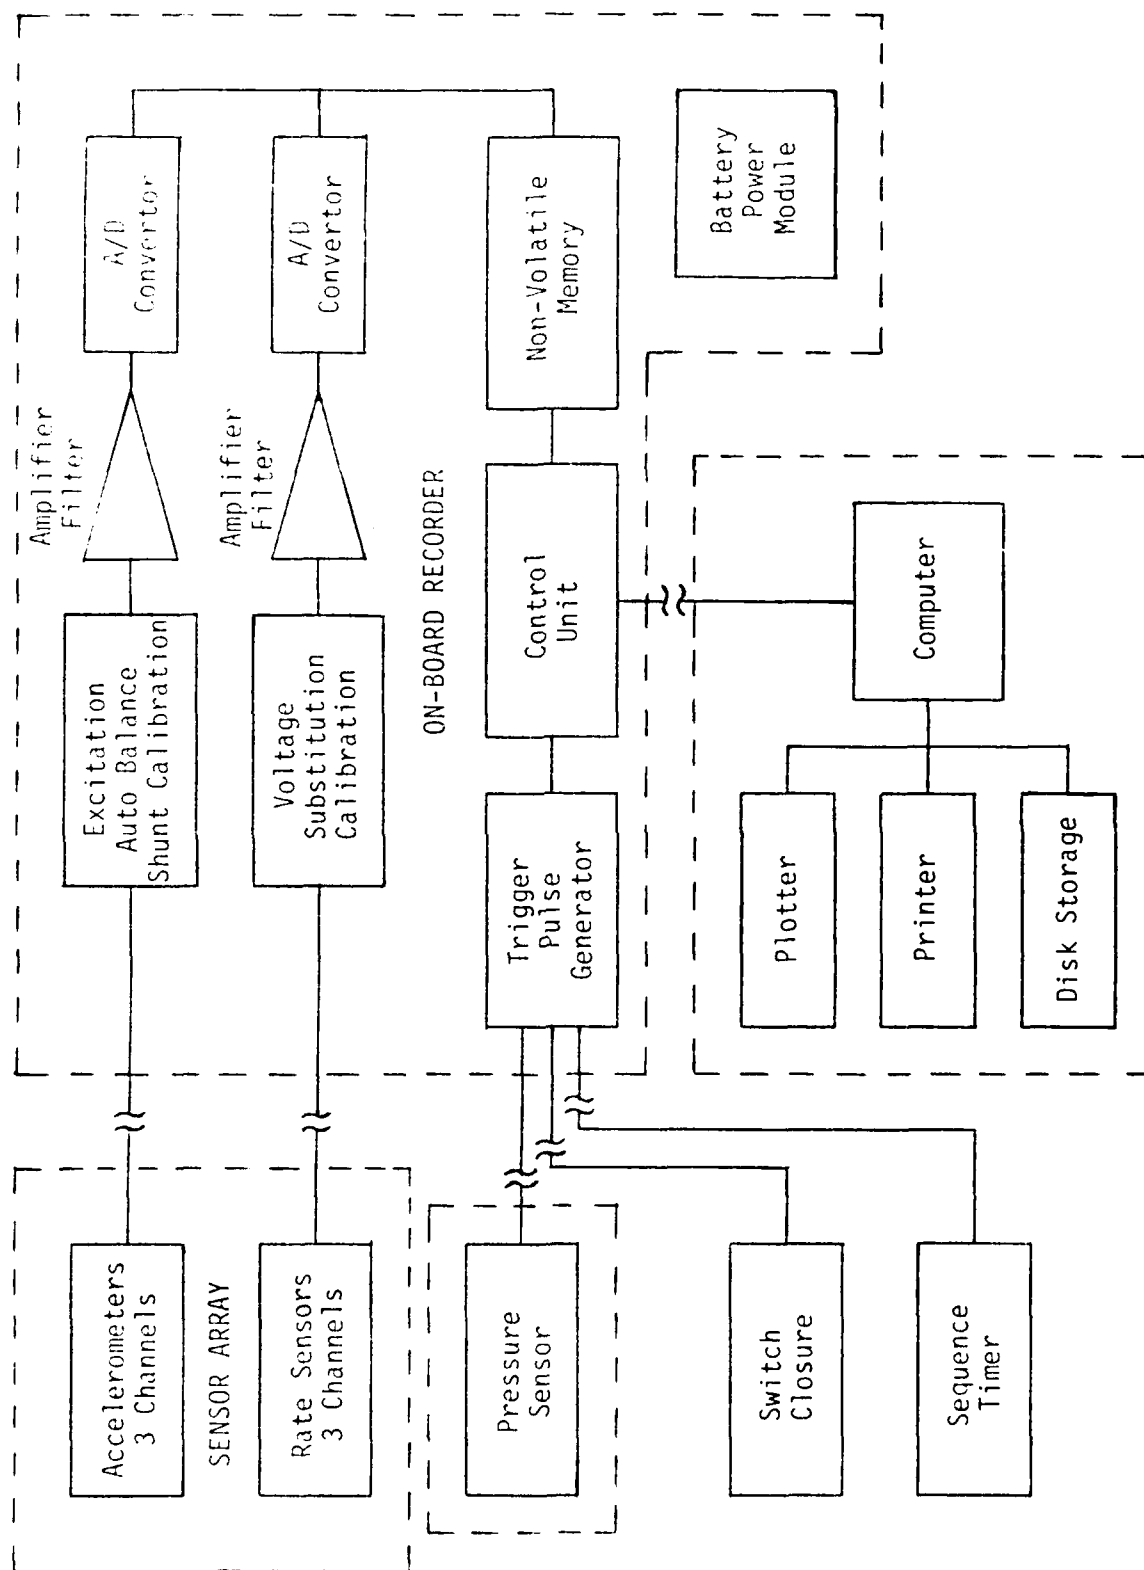 Accelerometers
3 Channels
SENSOR ARRAY
Rate Sensors
3 Channels
Pressure
Sensor
Switch
Closure
Sequence
Timer
Excitation
Auto Balance
Shunt Calibration
Voltage
Substitution
Calibration
Amplifier
Filter
Amplifier
Filter
A/D
Convertor
A/D
Convertor
ON-BOARD RECORDER
Trigger
Pulse
Generator
Control
Unit
Non-Volatile
Memory
Battery
Power
Module
Computer
Plotter
Printer
Disk Storage